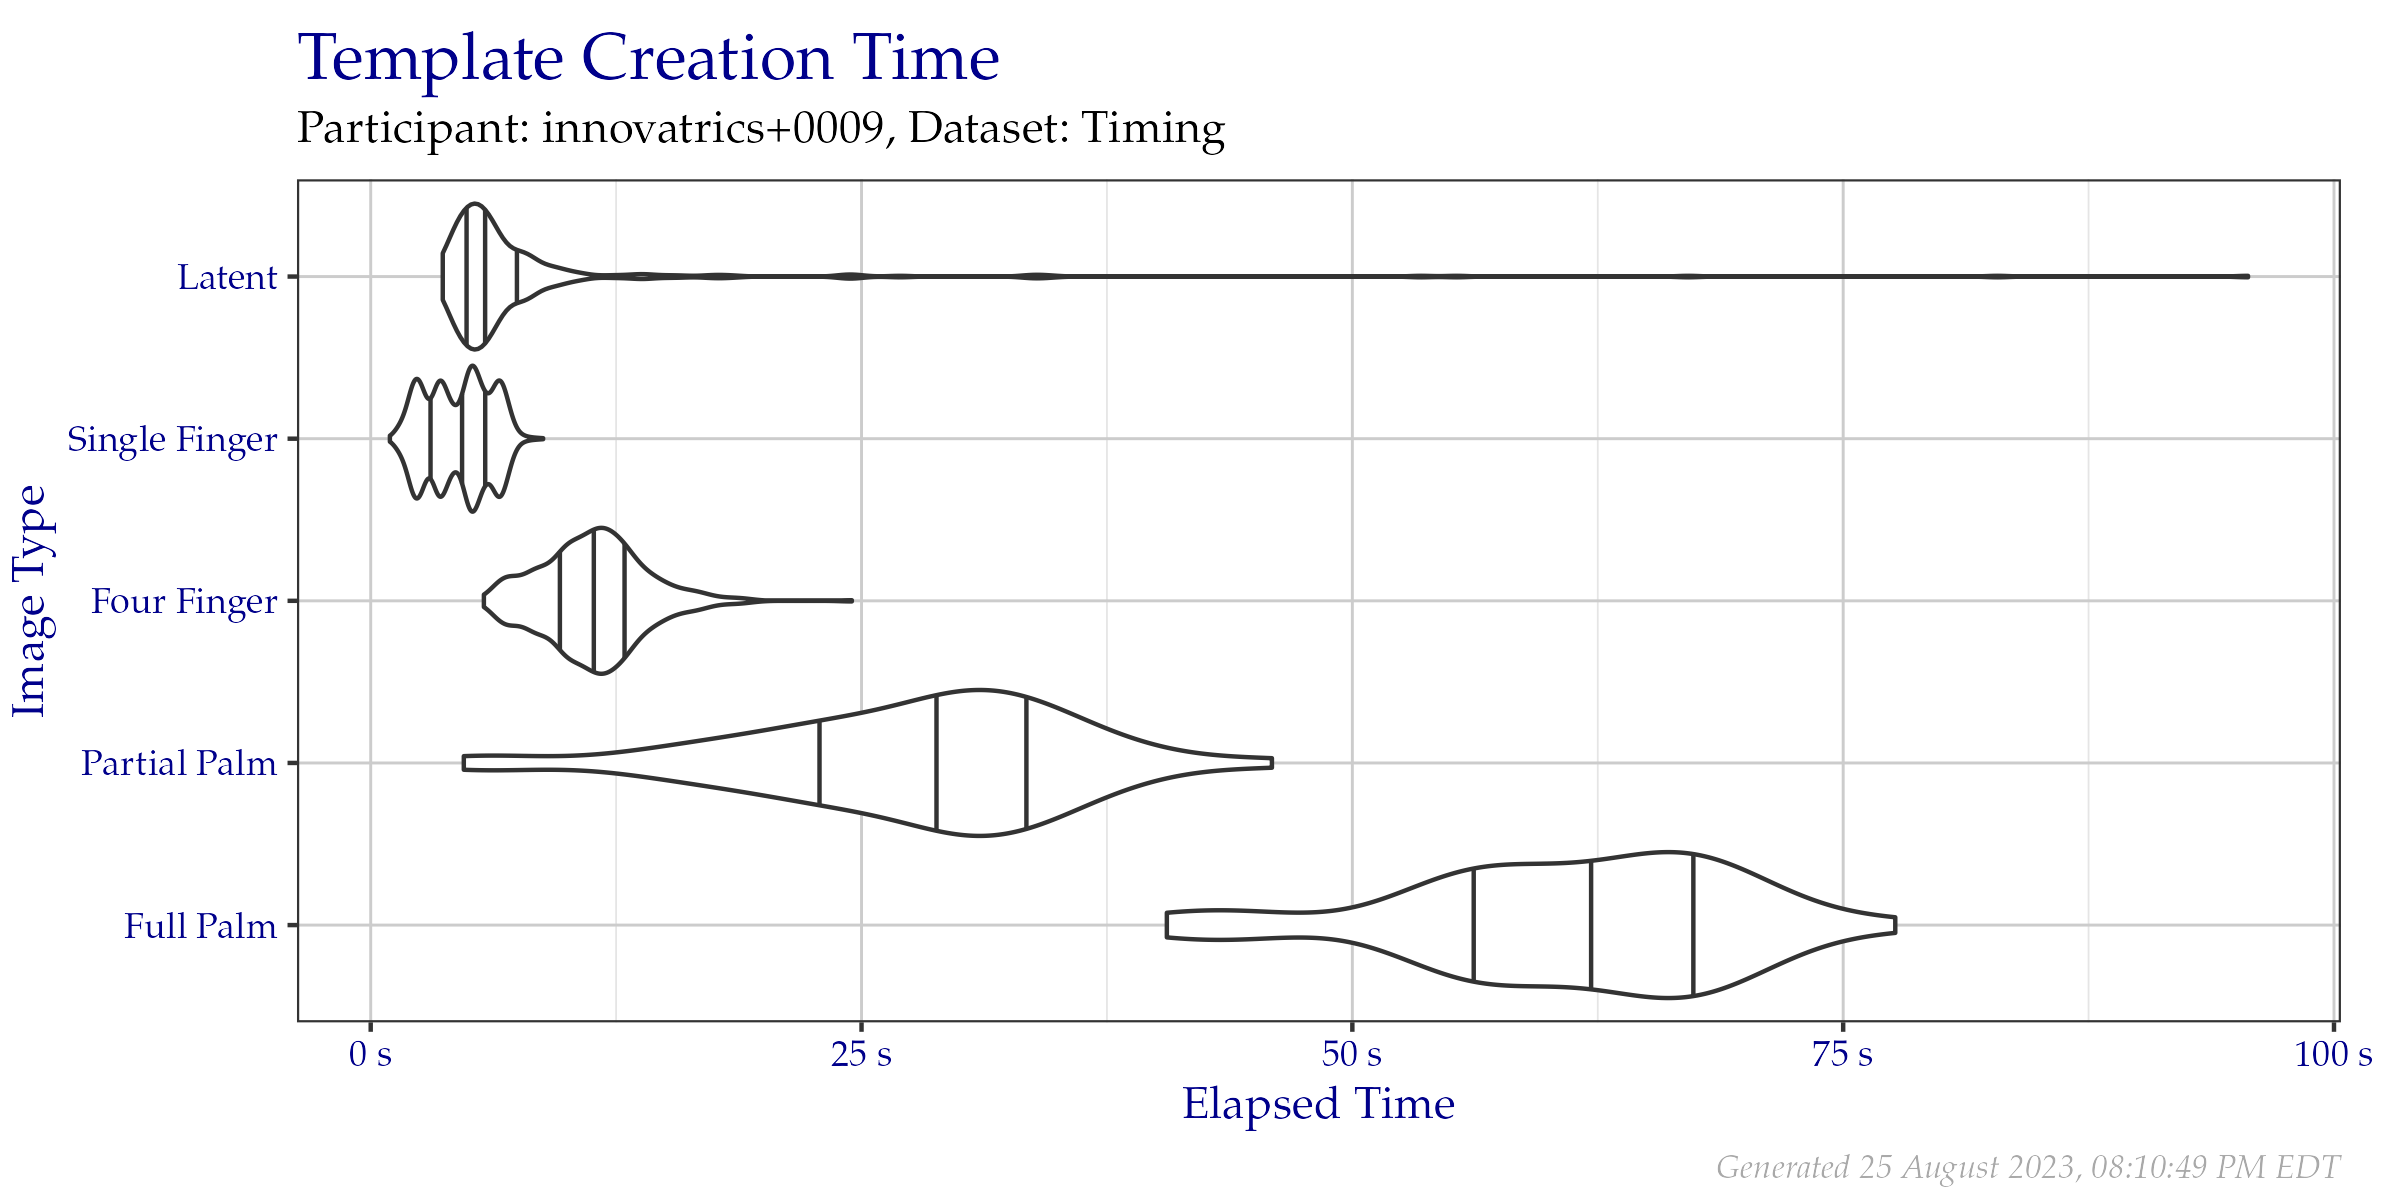 Template Creation Time
Participant: innovatrics+0009, Dataset: Timing
Image Type
Latent
Single Finger
Four Finger
Partial Palm
Full Palm
0 s
25 s
50 s
75 s
100 s
Elapsed Time
Generated 25 August 2023, 08:10:49 PM EDT